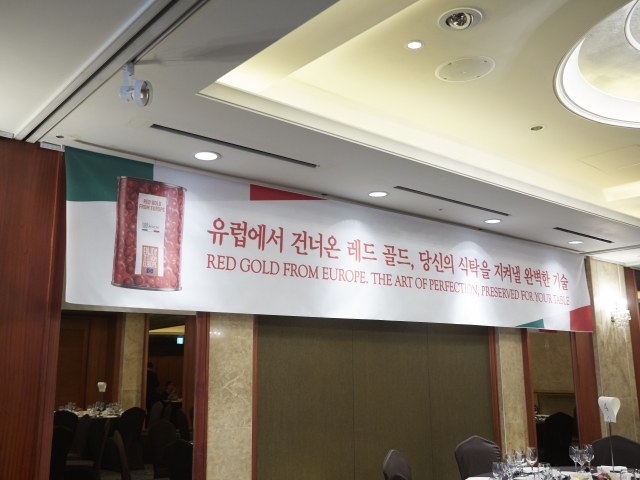 RED GOLD
FROM EUROPE
유럽에서 건너온 레드 골드, 당신의 식탁을 지켜낼 완벽한 기술
RED GOLD FROM EUROPE. THE ART OF PERFECTION, PRESERVED FOR YOUR TABLE